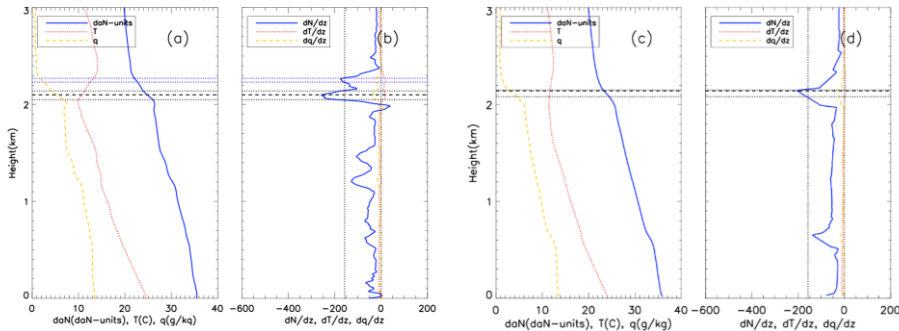 daN-units
T
q
(a)
dN/dz
dT/dz
dq/dz
(b)
daN-units
T
q
(c)
dN/dz
dT/dz
dq/dz
(d)
3
2
1
0
Height(km)
0 10 20 30 40
daN(daN-units), T(C), q(g/kg)
-600 -400 -200 0 200
dN/dz, dT/dz, dq/dz
3
2
1
0
Height(km)
0 10 20 30 40
daN(daN-units), T(C), q(g/kg)
-600 -400 -200 0 200
dN/dz, dT/dz, dq/dz